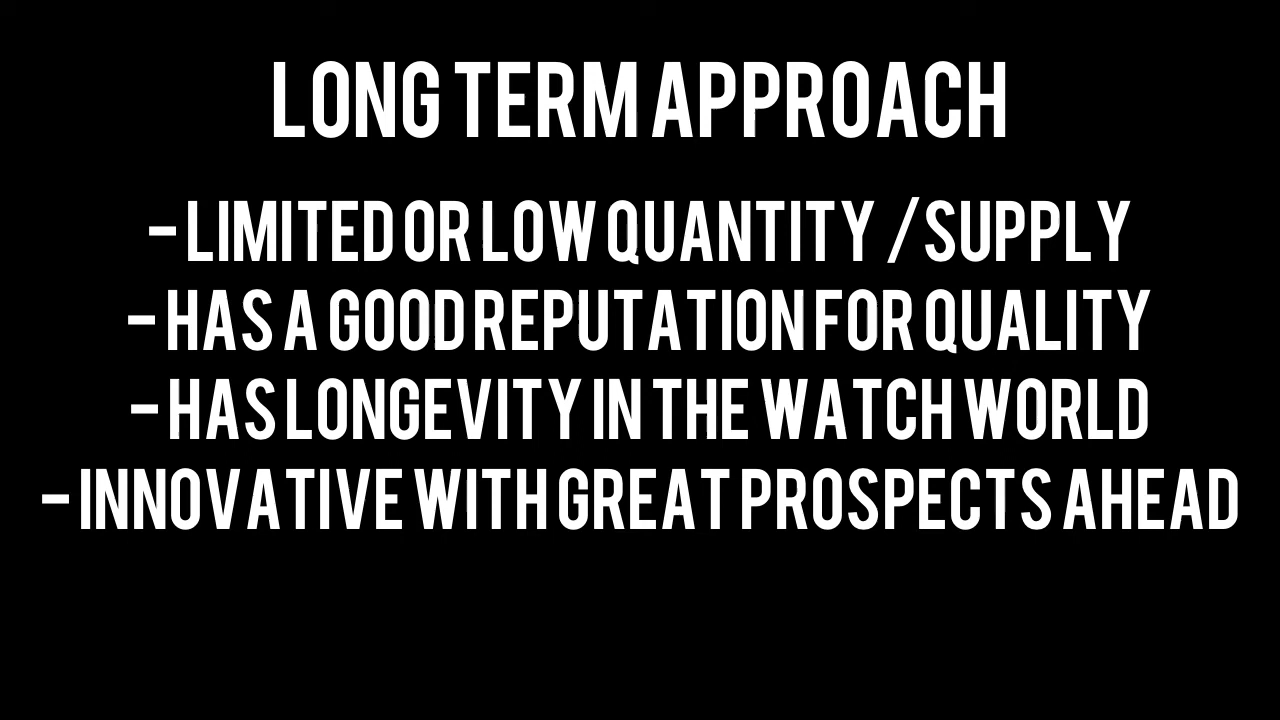 LONG TERM APPROACH
- LIMITED OR LOW QUANTITY / SUPPLY
- HAS A GOOD REPUTATION FOR QUALITY
- HAS LONGEVITY IN THE WATCH WORLD
- INNOVATIVE WITH GREAT PROSPECTS AHEAD